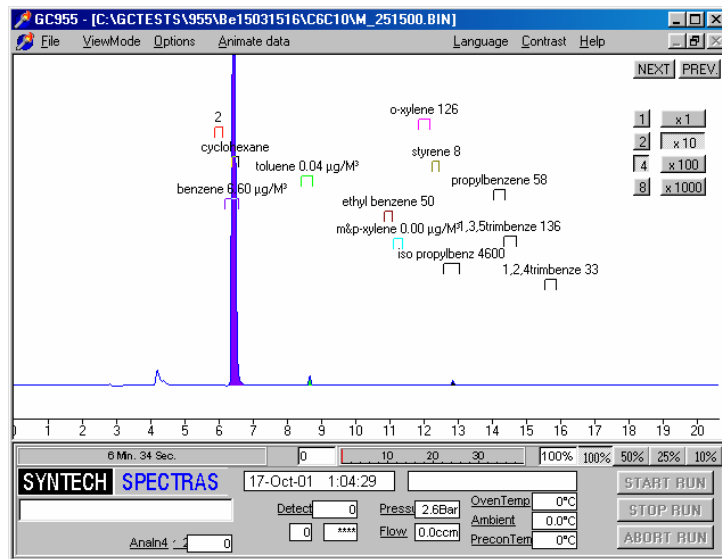 GC955 - [C:\GCTESTS\955\Be15031516\C6C10\M_251500.BIN]
File ViewMode Options Animate data Language Contrast Help
NEXT PREV.
o-xylene 126
2
1 x 1
cyclohexane
styrene 8
2 x 10
toluene 0.04 µg/M³
4 x 100
benzene 6.60 µg/M³
propylbenzene 58
8 x 1000
ethyl benzene 50
m&p-xylene 0.00 µg/M³
1,3,5trimbenze 136
iso propylbenz 4600
1,2,4trimbenze 33
0 1 2 3 4 5 6 7 8 9 10 11 12 13 14 15 16 17 18 19 20
6 Min. 34 Sec. 0 10 20 30 100% 100% 50% 25% 10%
SYNTECH SPECTRAS 17-Oct-01 1:04:29 START RUN
Detect 0 Pressu 2.6Bar OvenTemp 0°C STOP RUN
0 **** Flow 0.0ccm Ambient 0.0°C
Analn4 : 2 0 PreconTem 0°C ABORT RUN